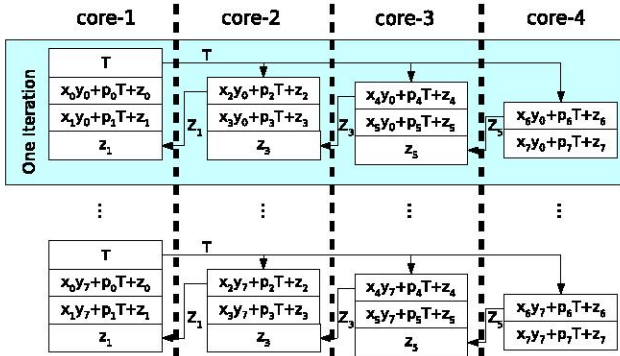 core-1 core-2 core-3 core-4
One Iteration
T
T
x₀y₀+p₀T+z₀
x₁y₀+p₁T+z₁
z₁
Z₁
x₂y₀+p₂T+z₂
x₃y₀+p₃T+z₃
z₃
Z₃
x₄y₀+p₄T+z₄
x₅y₀+p₅T+z₅
z₅
Z₅
x₆y₀+p₆T+z₆
x₇y₀+p₇T+z₇
... ... ... ...
T
T
x₀y₇+p₀T+z₀
x₁y₇+p₁T+z₁
z₁
Z₁
x₂y₇+p₂T+z₂
x₃y₇+p₃T+z₃
z₃
Z₃
x₄y₇+p₄T+z₄
x₅y₇+p₅T+z₅
z₅
Z₅
x₆y₇+p₆T+z₆
x₇y₇+p₇T+z₇